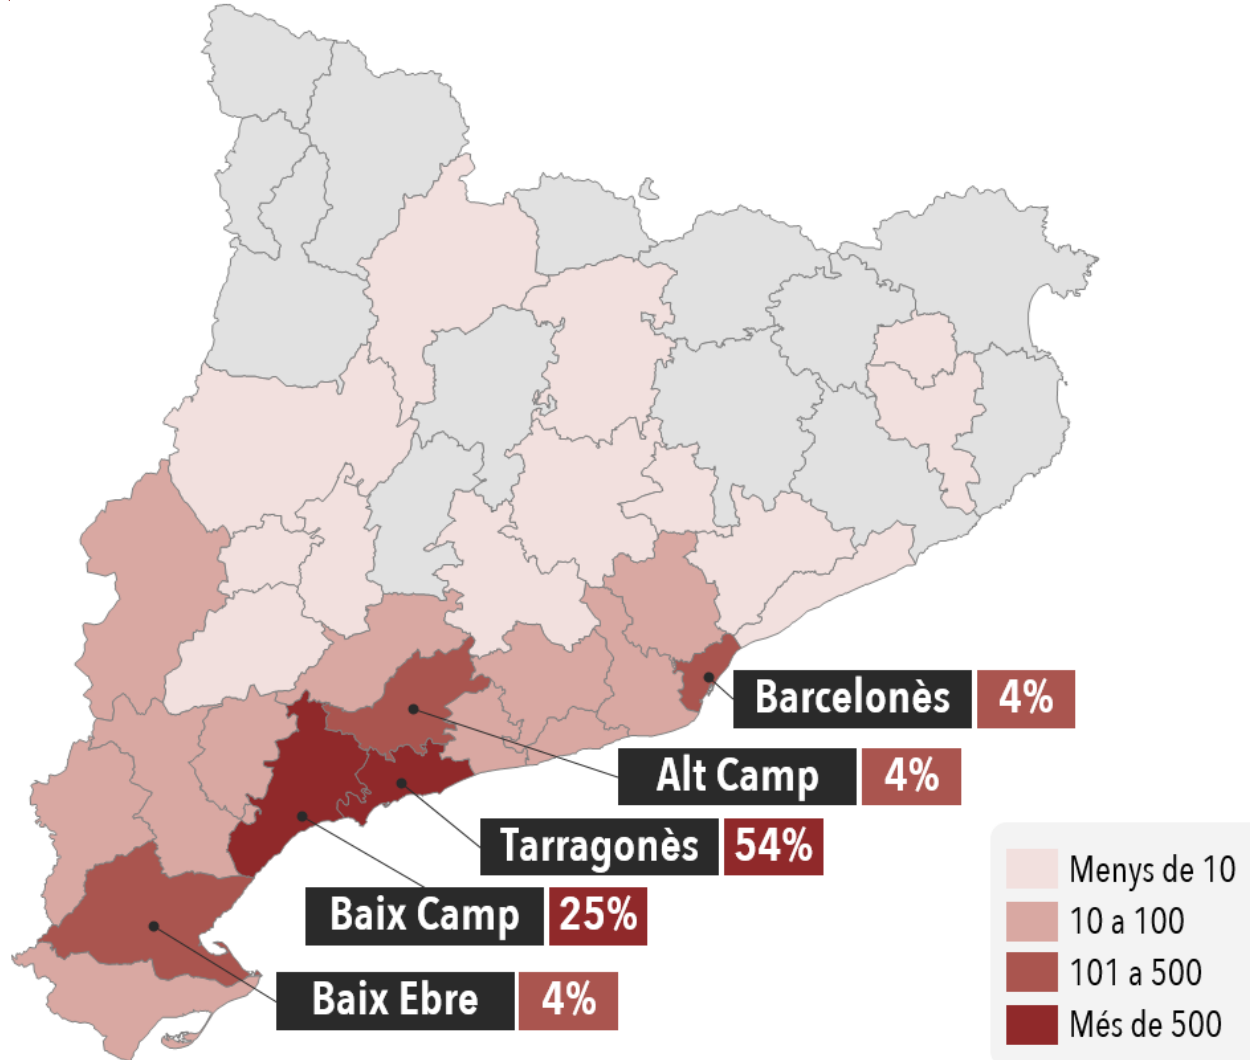 Barcelonès 4%
Alt Camp 4%
Tarragonès 54%
Baix Camp 25%
Baix Ebre 4%
Menys de 10
10 a 100
101 a 500
Més de 500